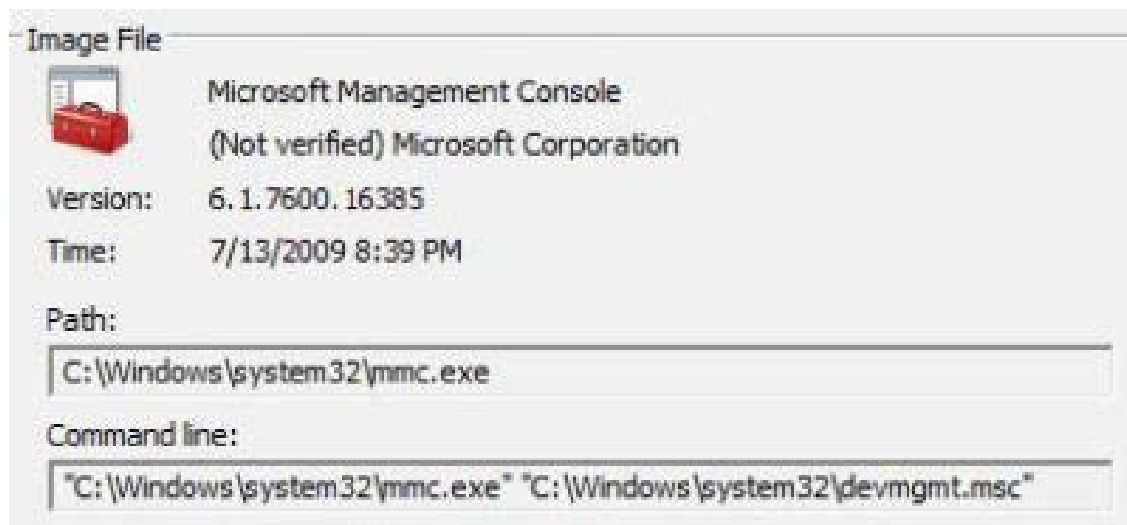 Image File
Microsoft Management Console
(Not verified) Microsoft Corporation
Version: 6.1.7600.16385
Time: 7/13/2009 8:39 PM
Path:
C:\Windows\system32\mmc.exe
Command line:
"C:\Windows\system32\mmc.exe" "C:\Windows\system32\devmgmt.msc"